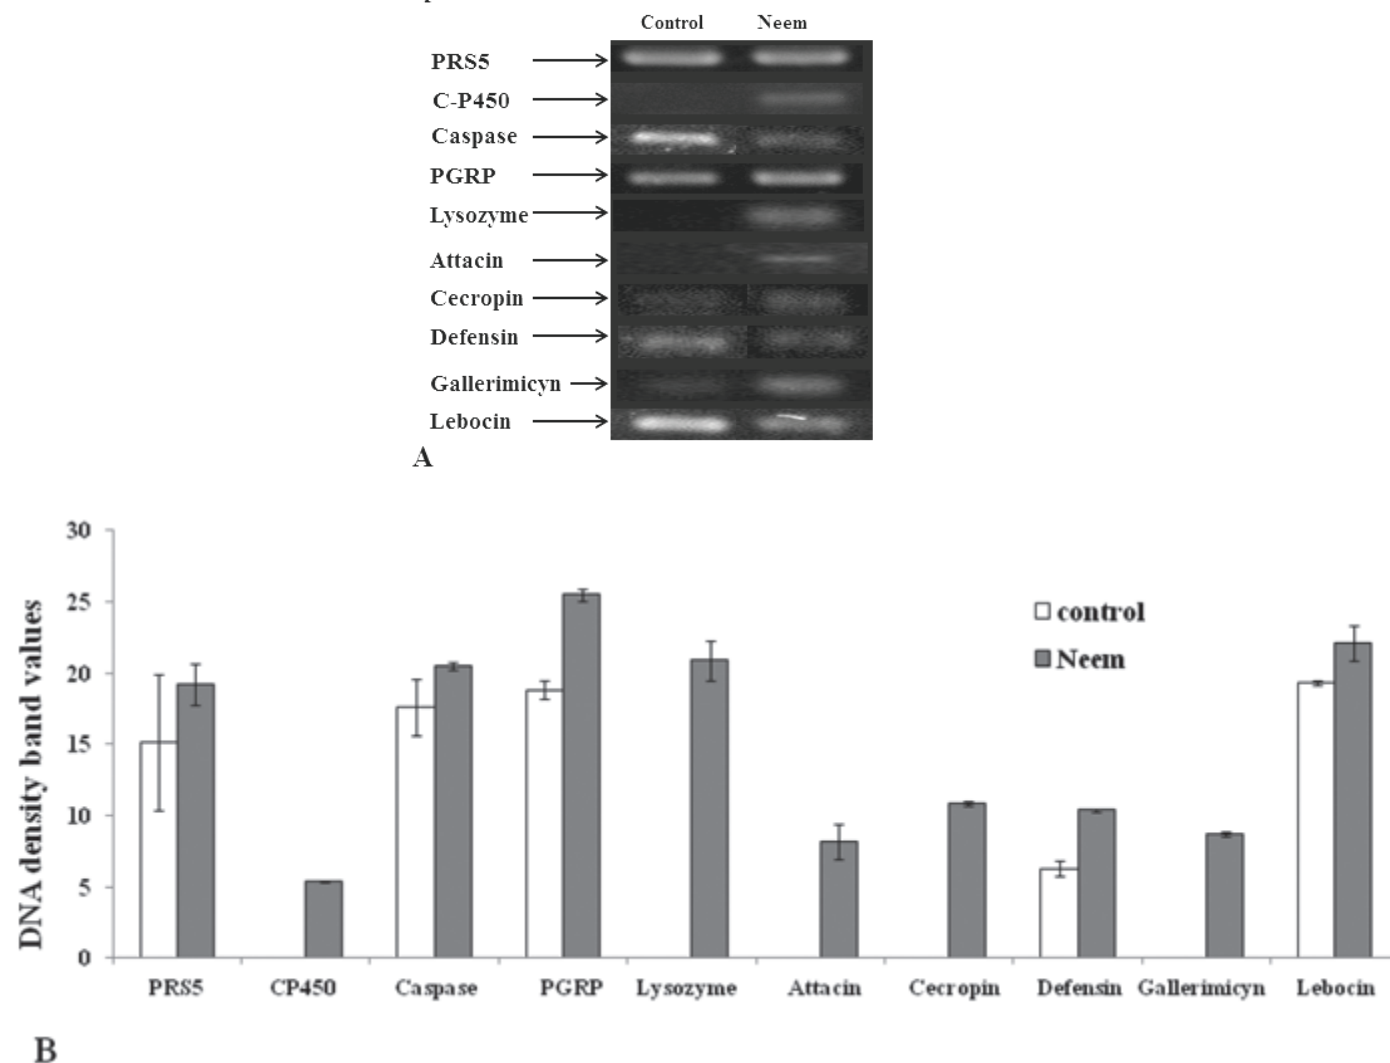 Control Neem
PRS5
C-P450
Caspase
PGRP
Lysozyme
Attacin
Cecropin
Defensin
Gallerimicyn
Lebocin
A
DNA density band values
30
25
20
15
10
5
0
control
Neem
PRS5 CP450 Caspase PGRP Lysozyme Attacin Cecropin Defensin Gallerimicyn Lebocin
B